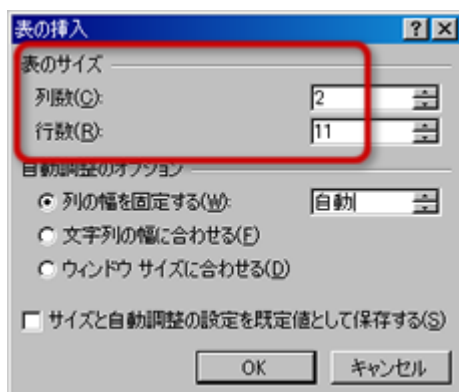 表の挿入
表のサイズ
列数(C): 2
行数(R): 11
自動調整のオプション
列の幅を固定する(W): 自動
文字列の幅に合わせる(F)
ウィンドウ サイズに合わせる(D)
サイズと自動調整の設定を既定値として保存する(S)
OK キャンセル